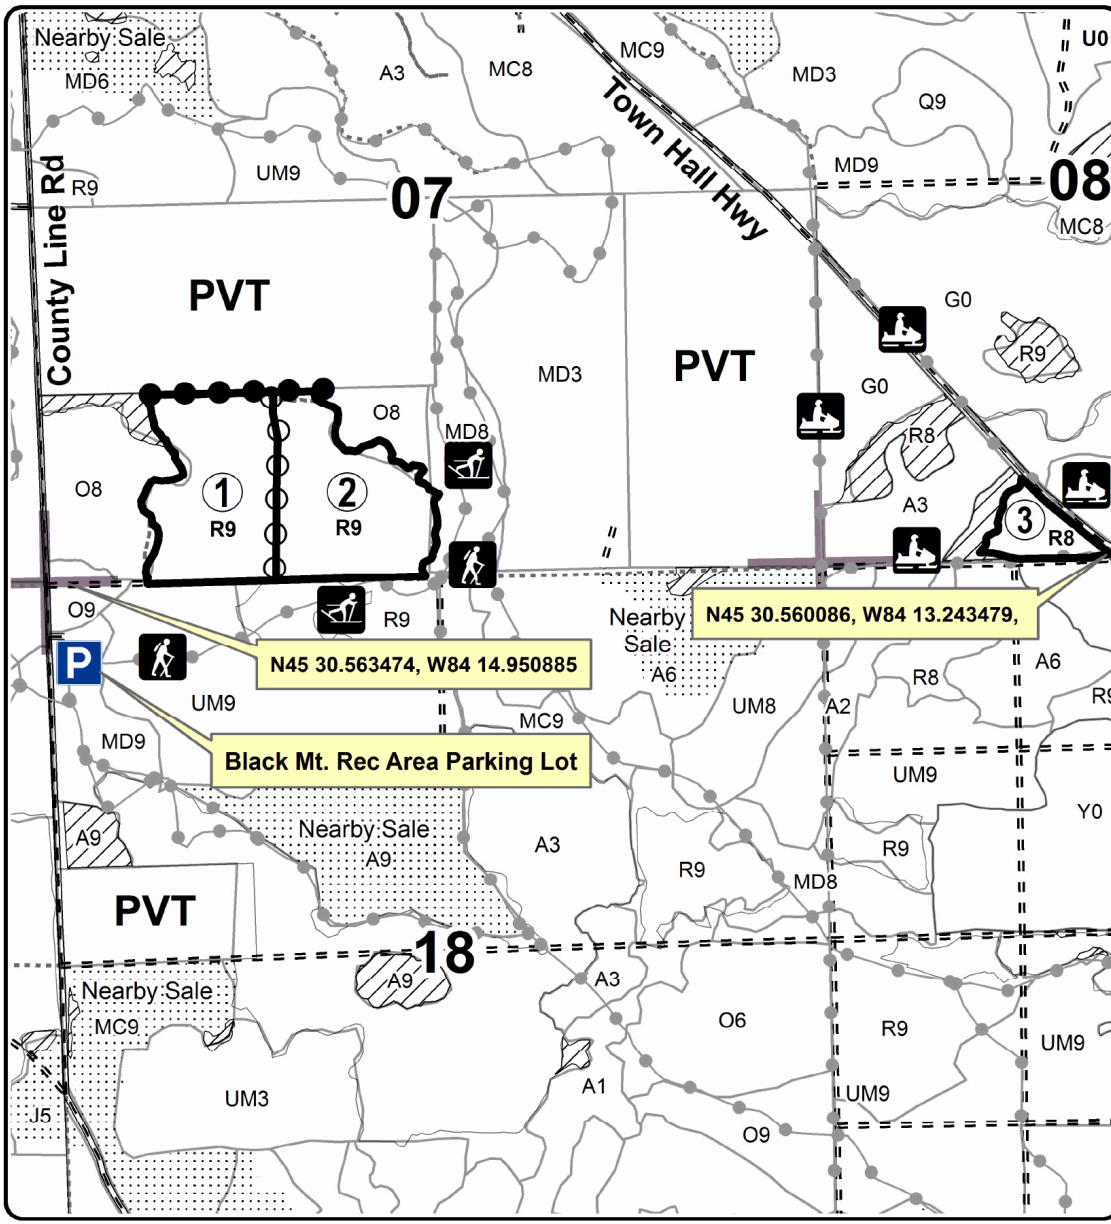 Nearby Sale
MD6
A3
MC8
MC9
MD3
U0
Q9
Town Hall Hwy
County Line Rd
R9
UM9
07
MD9
08
MC8
PVT
G0
R9
MD3
PVT
G0
O8
MD8
R8
O8
1
R9
2
R9
A3
3
R8
O9
R9
N45 30.563474, W84 14.950885
Nearby
Sale
A6
N45 30.560086, W84 13.243479,
P
UM9
MD9
Black Mt. Rec Area Parking Lot
MC9
UM8
A2
R8
A6
R9
UM9
Y0
A9
Nearby Sale
A9
A3
R9
R9
MD8
PVT
18
A9
A3
Nearby Sale
MC9
O6
R9
UM9
J5
UM3
A1
UM9
O9